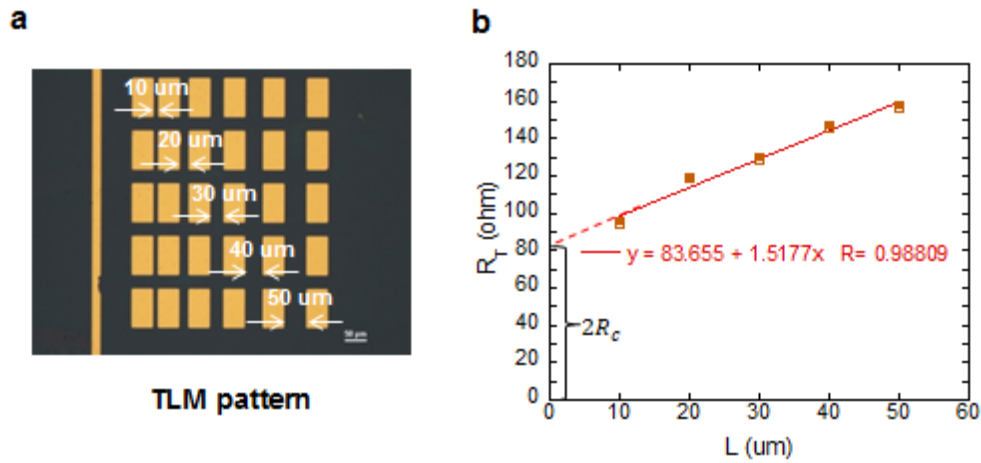 a
10 um
20 um
30 um
40 um
50 um
50 μm
TLM pattern
b
180
160
140
120
100
80
60
40
20
0
R_T (ohm)
y = 83.655 + 1.5177x R= 0.98809
2R_c
0 10 20 30 40 50 60
L (um)